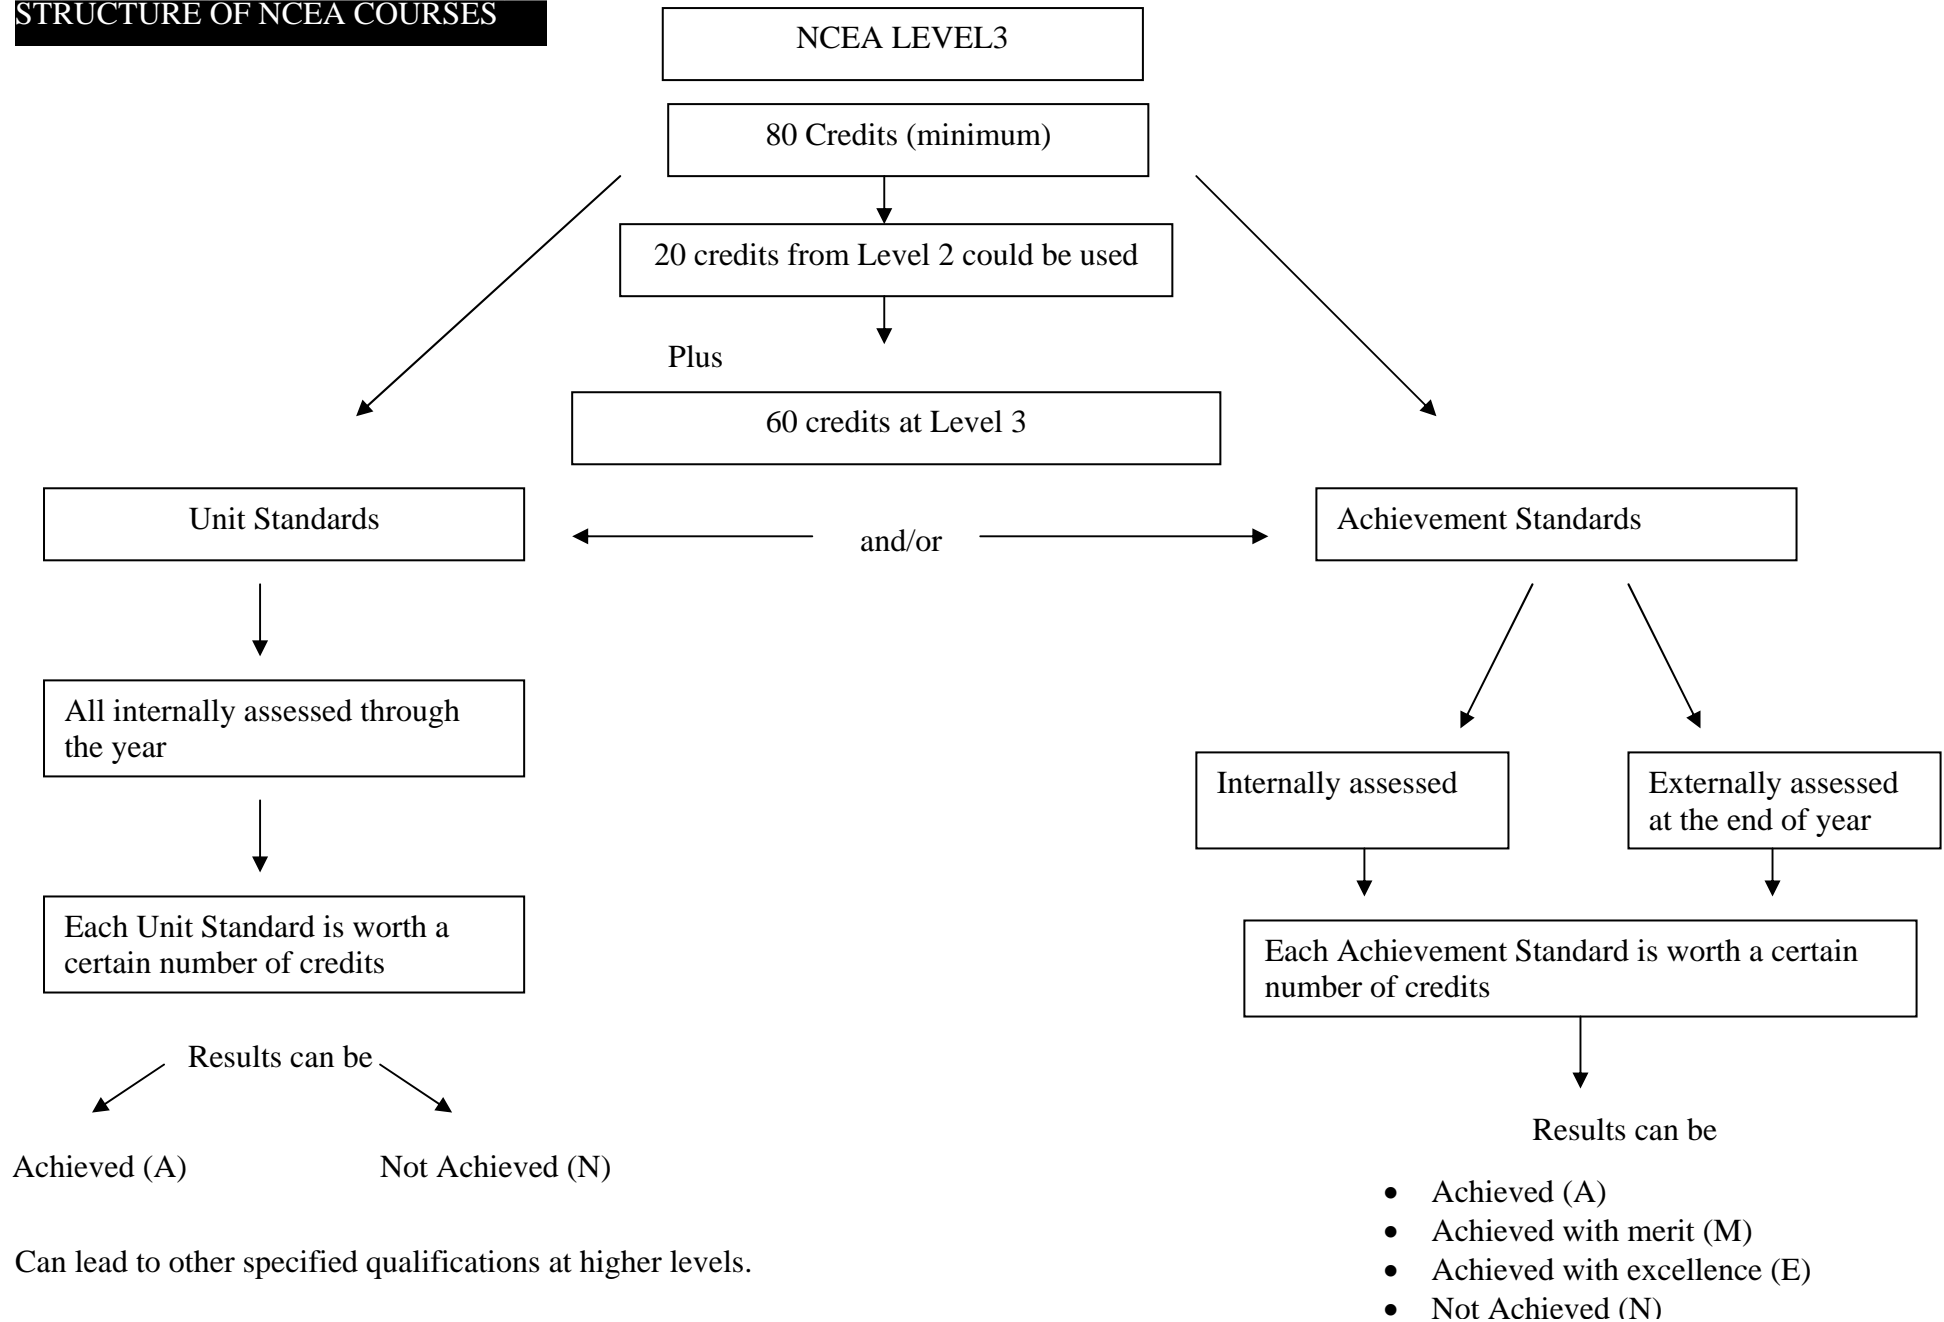 STRUCTURE OF NCEA COURSES
NCEA LEVEL3
80 Credits (minimum)
20 credits from Level 2 could be used
Plus
60 credits at Level 3
Unit Standards
and/or
Achievement Standards
All internally assessed through
the year
Internally assessed
Externally assessed
at the end of year
Each Unit Standard is worth a
certain number of credits
Each Achievement Standard is worth a certain
number of credits
Results can be
Achieved (A)
Not Achieved (N)
Results can be
• Achieved (A)
• Achieved with merit (M)
• Achieved with excellence (E)
• Not Achieved (N)
Can lead to other specified qualifications at higher levels.